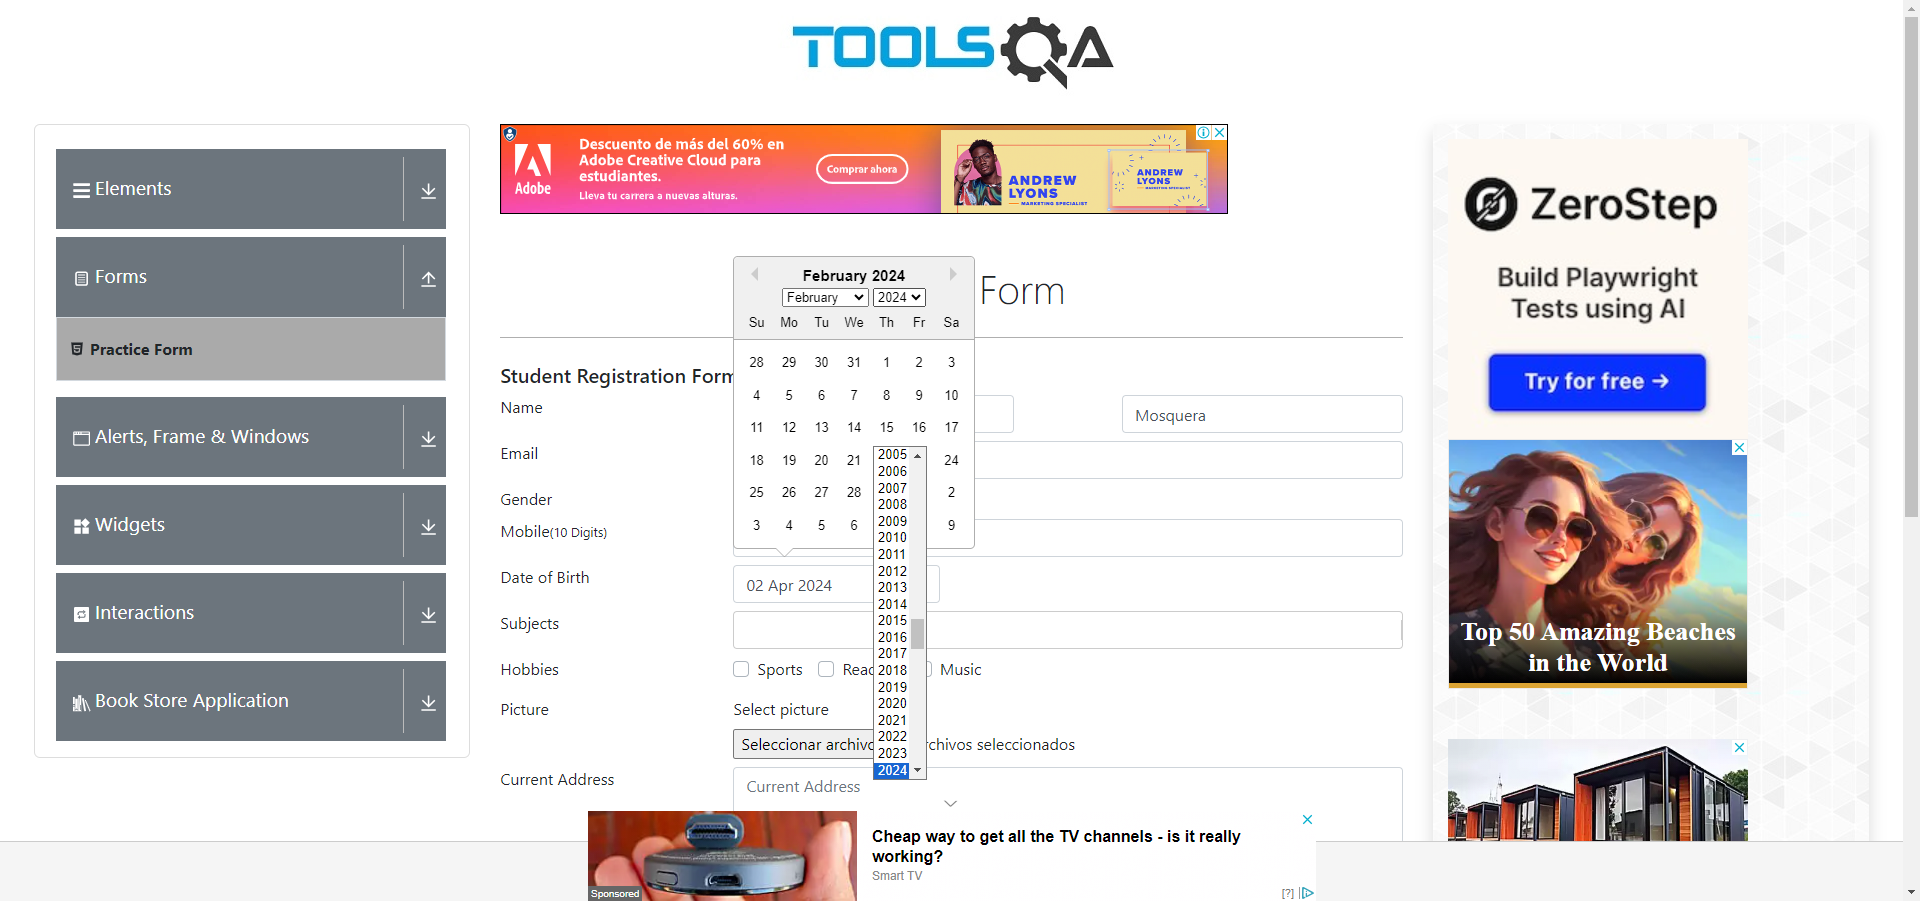 TOOLSQA
Elements
Forms
Practice Form
Alerts, Frame & Windows
Widgets
Interactions
Book Store Application
Adobe
Descuento de más del 60% en
Adobe Creative Cloud para
estudiantes.
Lleva tu carrera a nuevas alturas.
Comprar ahora
ANDREW
LYONS
MARKETING SPECIALIST
ANDREW
LYONS
MARKETING SPECIALIST
Form
February 2024
February 2024
Su Mo Tu We Th Fr Sa
28 29 30 31 1 2 3
4 5 6 7 8 9 10
11 12 13 14 15 16 17
18 19 20 21 24
25 26 27 28 2
3 4 5 6 9
2005
2006
2007
2008
2009
2010
2011
2012
2013
2014
2015
2016
2017
2018
2019
2020
2021
2022
2023
2024
Student Registration Form
Name
Mosquera
Email
Gender
Mobile(10 Digits)
Date of Birth
02 Apr 2024
Subjects
Hobbies
Sports Read Music
Picture
Select picture
Seleccionar archivo chivos seleccionados
Current Address
Current Address
ZeroStep
Build Playwright
Tests using AI
Try for free →
Top 50 Amazing Beaches
in the World
Sponsored
Cheap way to get all the TV channels - is it really
working?
Smart TV
[?]